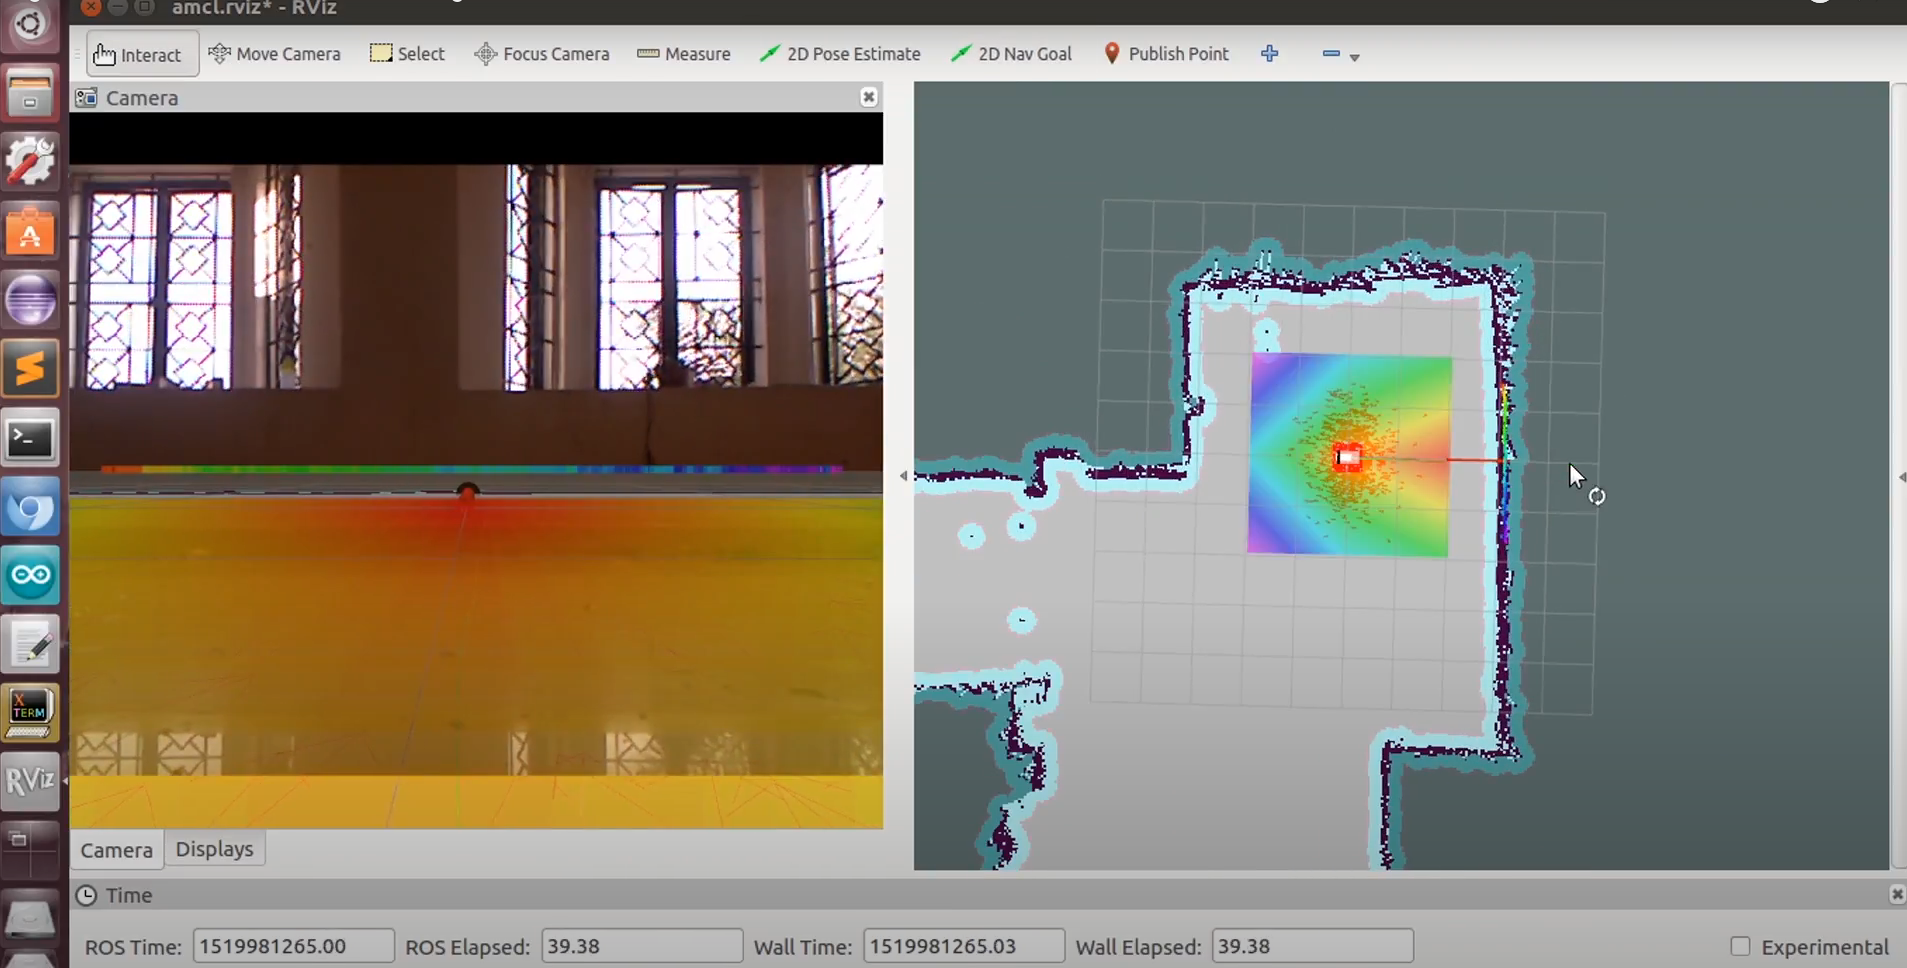 amcl.rviz* - RViz
Interact Move Camera Select Focus Camera Measure 2D Pose Estimate 2D Nav Goal Publish Point
Camera
A
>_
X
TERM
RViz
Camera Displays
Time
ROS Time: 1519981265.00 ROS Elapsed: 39.38 Wall Time: 1519981265.03 Wall Elapsed: 39.38 Experimental